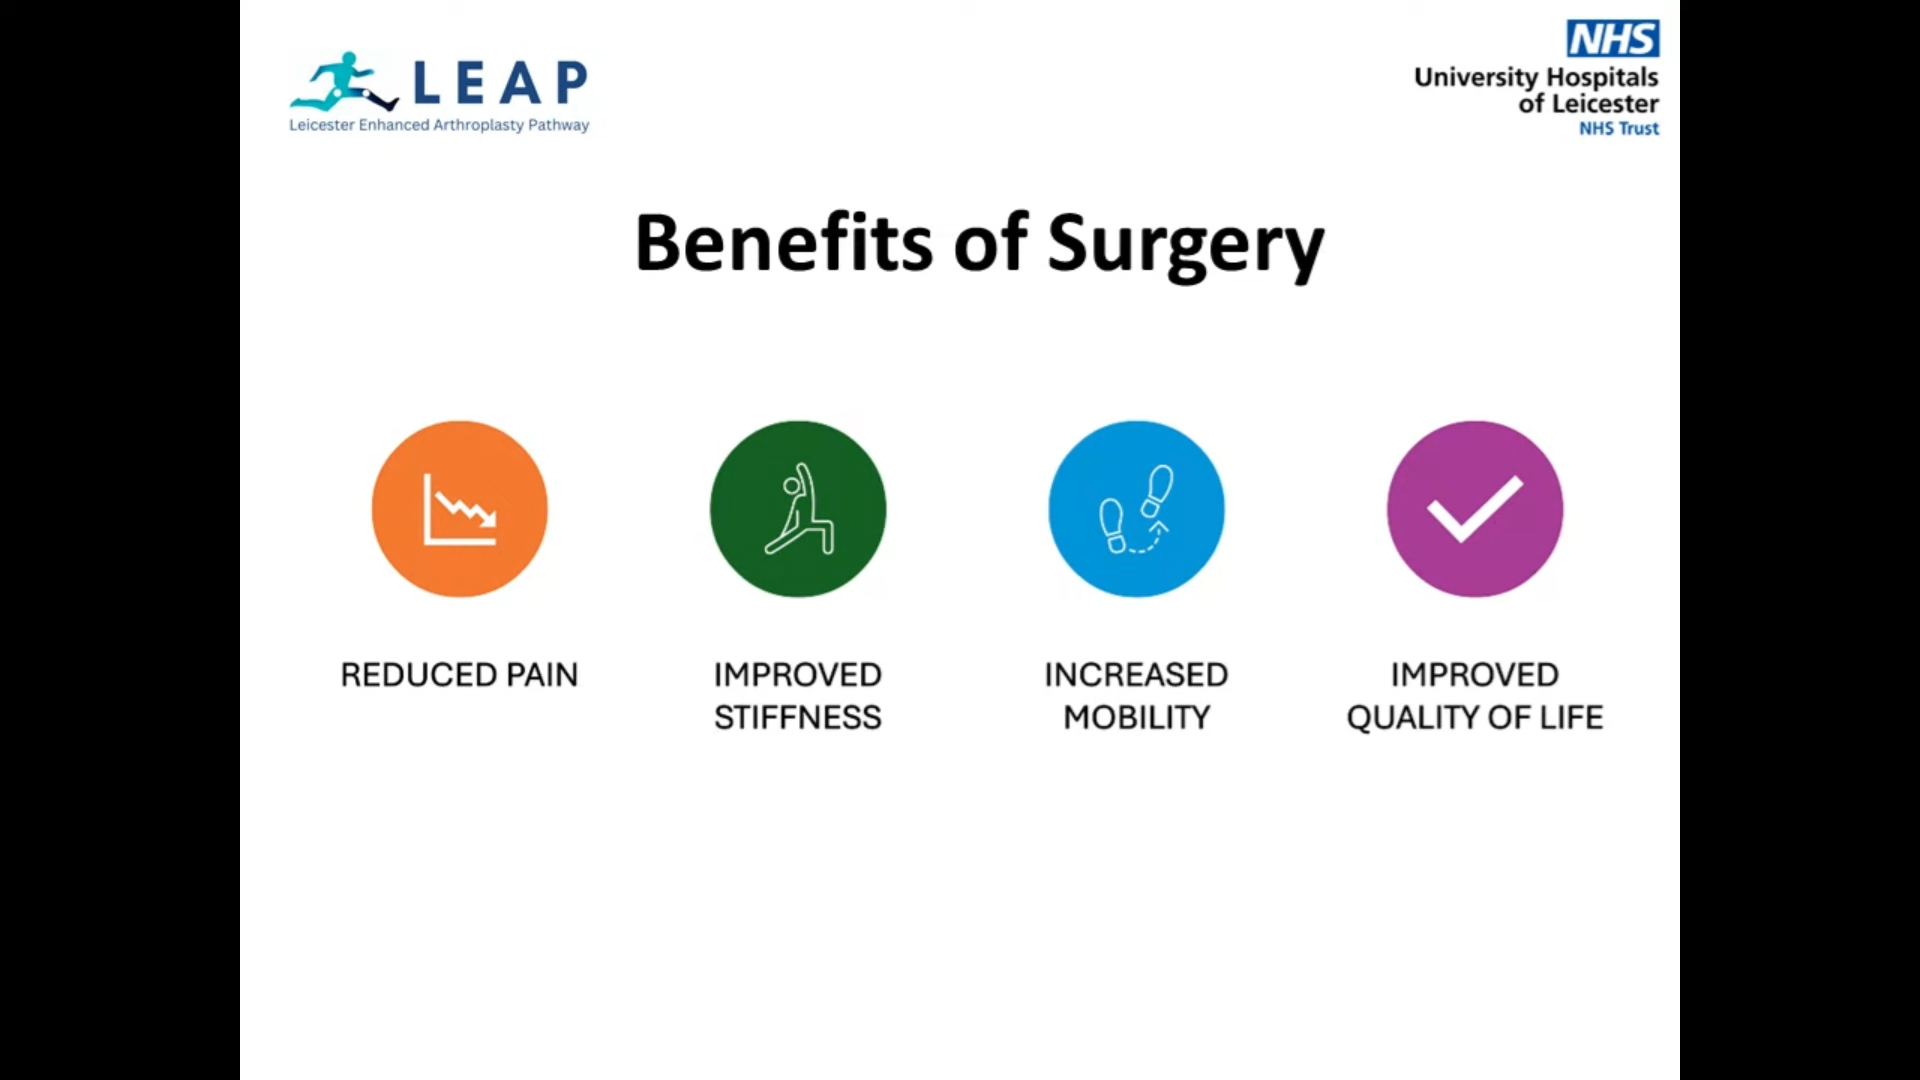 LEAP
Leicester Enhanced Arthroplasty Pathway
NHS
University Hospitals
of Leicester
NHS Trust
Benefits of Surgery
REDUCED PAIN
IMPROVED
STIFFNESS
INCREASED
MOBILITY
IMPROVED
QUALITY OF LIFE